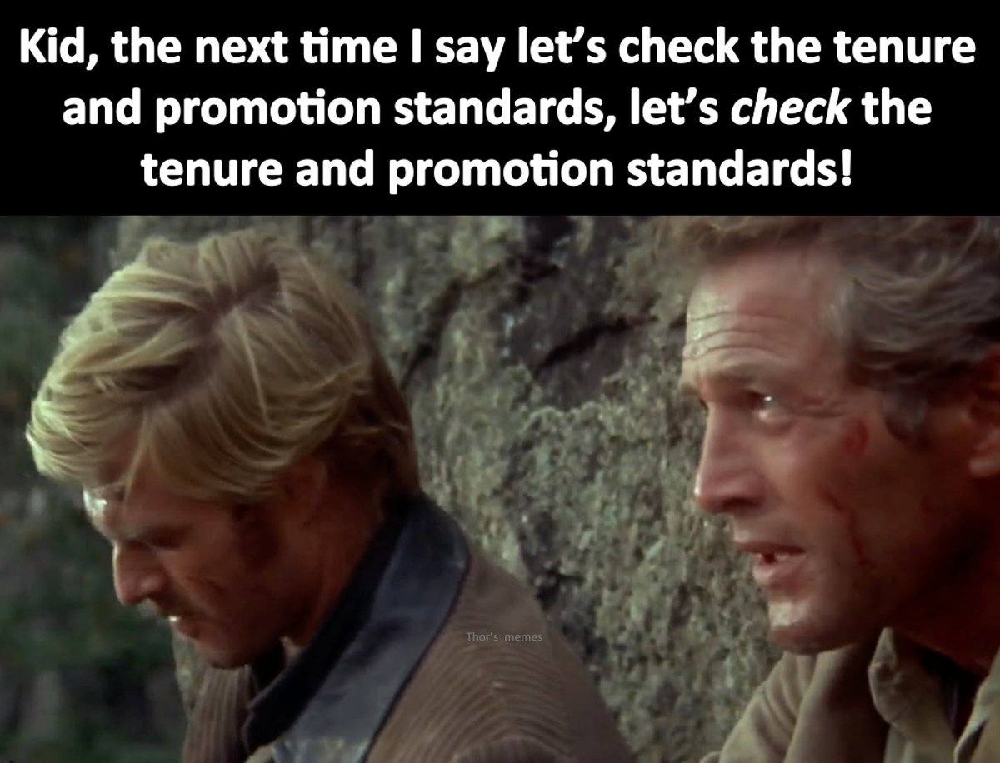 Kid, the next time I say let’s check the tenure
and promotion standards, let’s check the
tenure and promotion standards!
Thor's memes